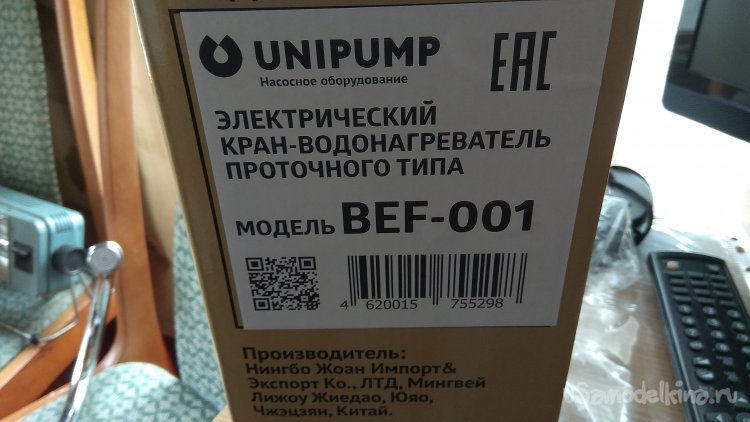 UNIPUMP
Насосное оборудование
EAC
ЭЛЕКТРИЧЕСКИЙ
КРАН-ВОДОНАГРЕВАТЕЛЬ
ПРОТОЧНОГО ТИПА
МОДЕЛЬ BEF-001
4 620015 755298
Производитель:
Нингбо Жоан Импорт&
Экспорт Ко., ЛТД, Мингвей
Лижоу Жиедао, Юяо,
Чжэцзян, Китай.
samodelkina.ru